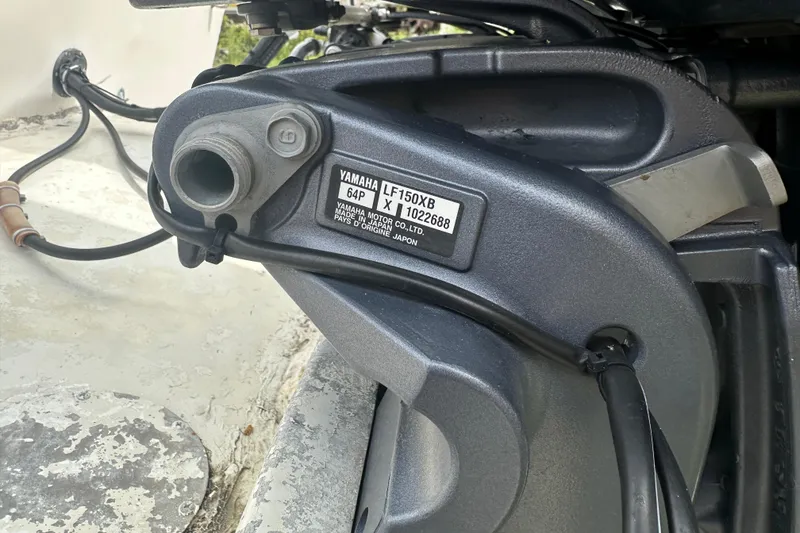 YAMAHA LF150XB
64P X 1022688
YAMAHA MOTOR CO.,LTD.
MADE IN JAPAN
PAYS D'ORIGINE JAPON